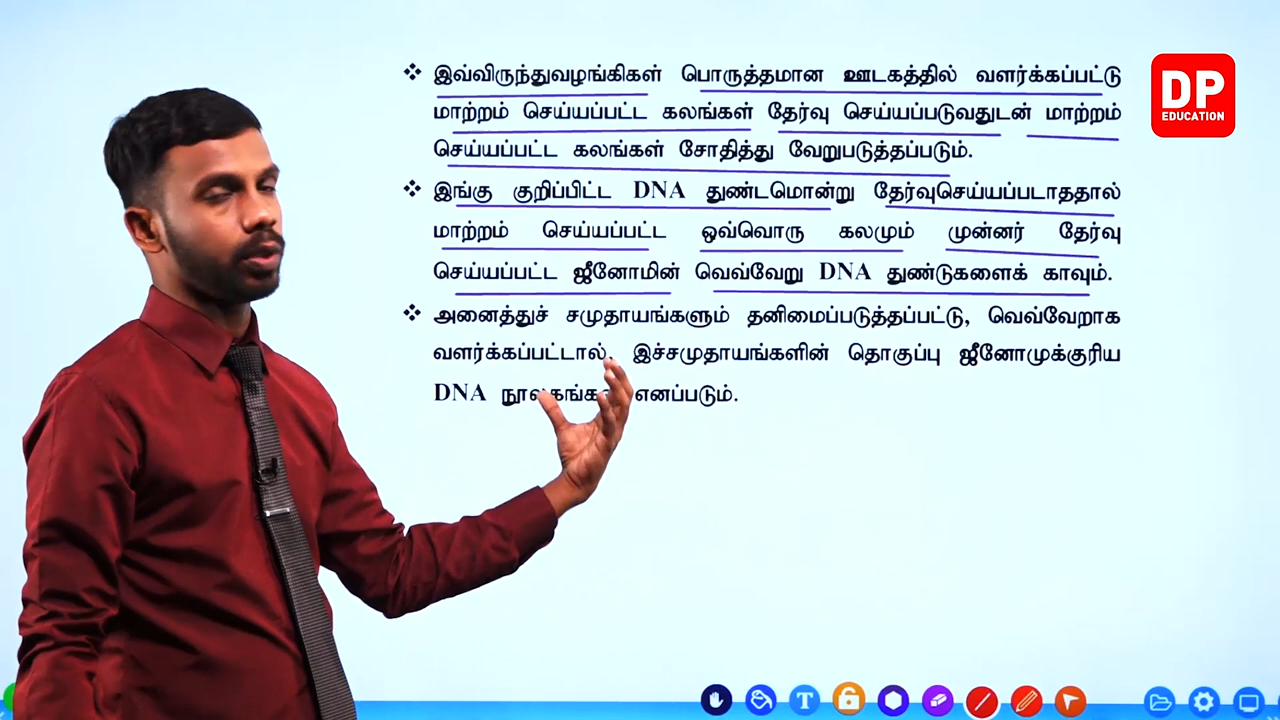 ❖ இவ்விருந்துவழங்கிகள் பொருத்தமான ஊடகத்தில் வளர்க்கப்பட்டு
மாற்றம் செய்யப்பட்ட கலங்கள் தேர்வு செய்யப்படுவதுடன் மாற்றம்
செய்யப்பட்ட கலங்கள் சோதித்து வேறுபடுத்தப்படும்.
❖ இங்கு குறிப்பிட்ட DNA துண்டமொன்று தேர்வுசெய்யப்படாததால்
மாற்றம் செய்யப்பட்ட ஒவ்வொரு கலமும் முன்னர் தேர்வு
செய்யப்பட்ட ஜீனோமின் வெவ்வேறு DNA துண்டுகளைக் காவும்.
❖ அனைத்துச் சமுதாயங்களும் தனிமைப்படுத்தப்பட்டு, வெவ்வேறாக
வளர்க்கப்பட்டால், இச்சமுதாயங்களின் தொகுப்பு ஜீனோமுக்குரிய
DNA எனப்படும்.
DP
EDUCATION
T